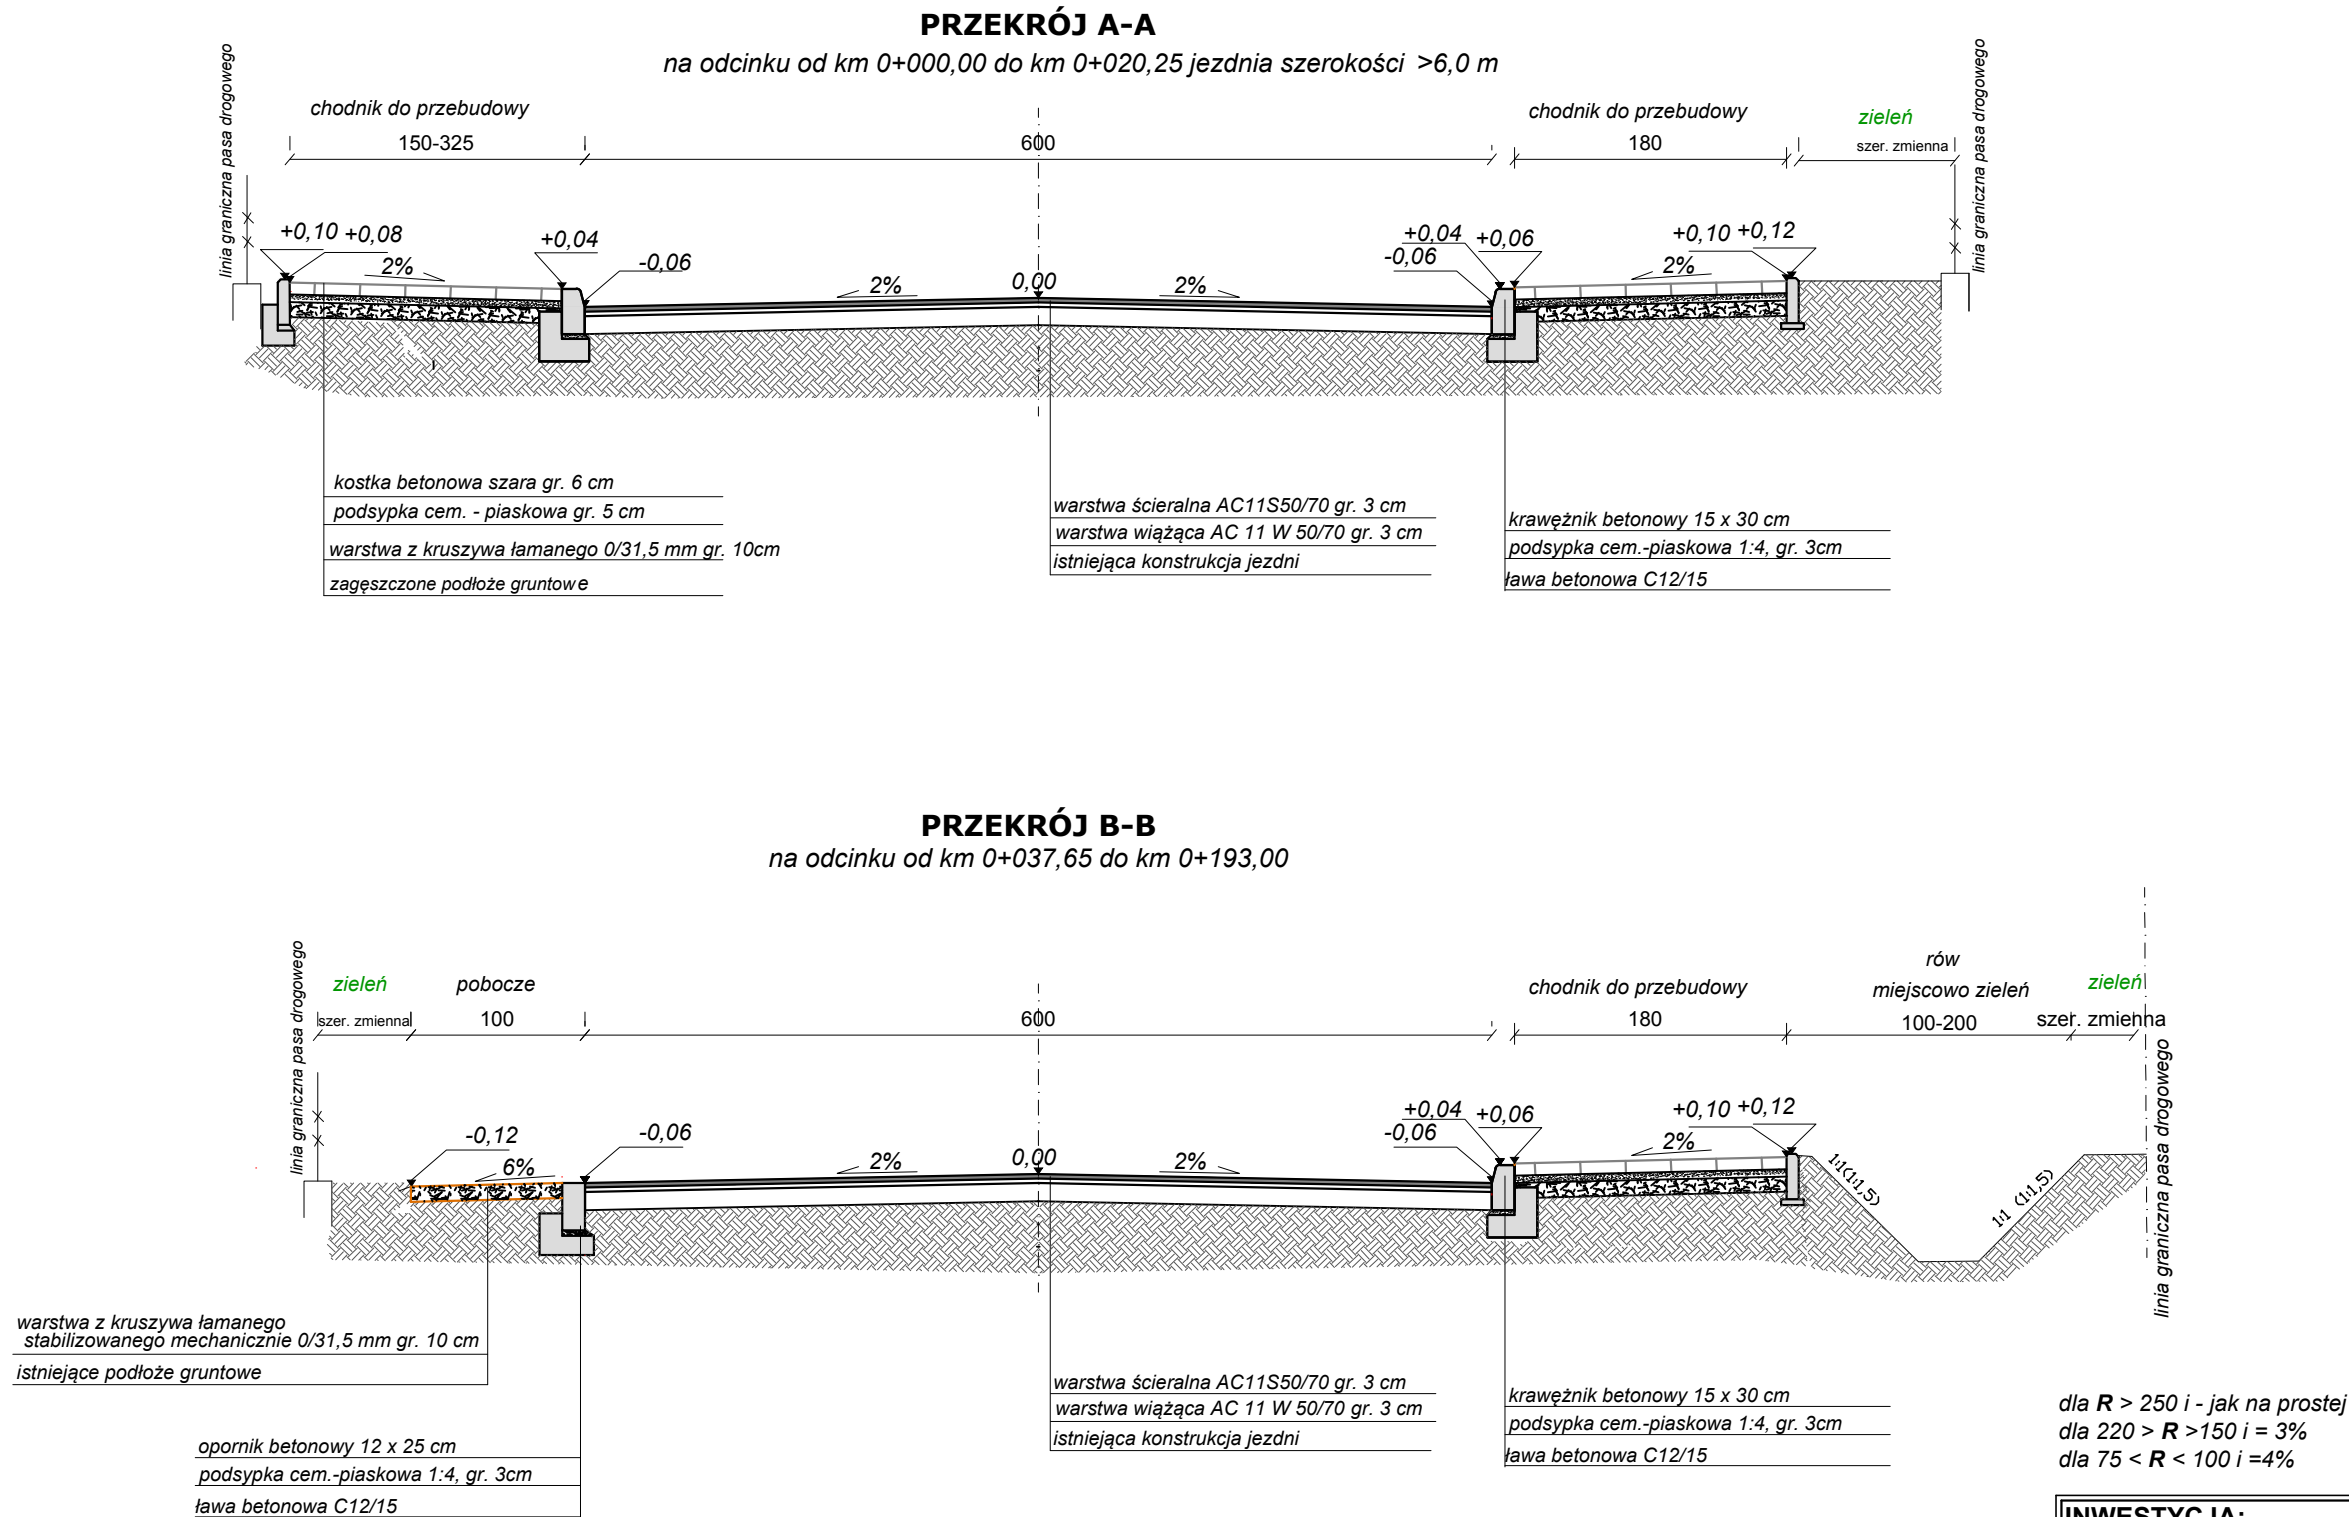 PRZEKRÓJ A-A
na odcinku od km 0+000,00 do km 0+020,25 jezdnia szerokości >6,0 m
linia graniczna pasa drogowego
chodnik do przebudowy
150-325
600
chodnik do przebudowy
180
zieleń
szer. zmienna
linia graniczna pasa drogowego
+0,10 +0,08
2%
+0,04
-0,06
2%
0,00
2%
+0,04
-0,06
+0,06
2%
+0,10 +0,12
kostka betonowa szara gr. 6 cm
podsypka cem. - piaskowa gr. 5 cm
warstwa z kruszywa łamanego 0/31,5 mm gr. 10cm
zagęszczone podłoże gruntowe
warstwa ścieralna AC11S50/70 gr. 3 cm
warstwa wiążąca AC 11 W 50/70 gr. 3 cm
istniejąca konstrukcja jezdni
krawężnik betonowy 15 x 30 cm
podsypka cem.-piaskowa 1:4, gr. 3cm
ława betonowa C12/15
PRZEKRÓJ B-B
na odcinku od km 0+037,65 do km 0+193,00
linia graniczna pasa drogowego
zieleń
szer. zmienna
pobocze
100
600
chodnik do przebudowy
180
rów
miejscowo zieleń
100-200
zieleń
szer. zmienna
linia graniczna pasa drogowego
-0,12
6%
-0,06
2%
0,00
2%
+0,04
-0,06
+0,06
2%
+0,10 +0,12
1:1(1:1,5)
1:1 (1:1,5)
warstwa z kruszywa łamanego
stabilizowanego mechanicznie 0/31,5 mm gr. 10 cm
istniejące podłoże gruntowe
opornik betonowy 12 x 25 cm
podsypka cem.-piaskowa 1:4, gr. 3cm
ława betonowa C12/15
warstwa ścieralna AC11S50/70 gr. 3 cm
warstwa wiążąca AC 11 W 50/70 gr. 3 cm
istniejąca konstrukcja jezdni
krawężnik betonowy 15 x 30 cm
podsypka cem.-piaskowa 1:4, gr. 3cm
ława betonowa C12/15
dla R > 250 i - jak na prostej
dla 220 > R >150 i = 3%
dla 75 < R < 100 i =4%
INWESTYCJA: